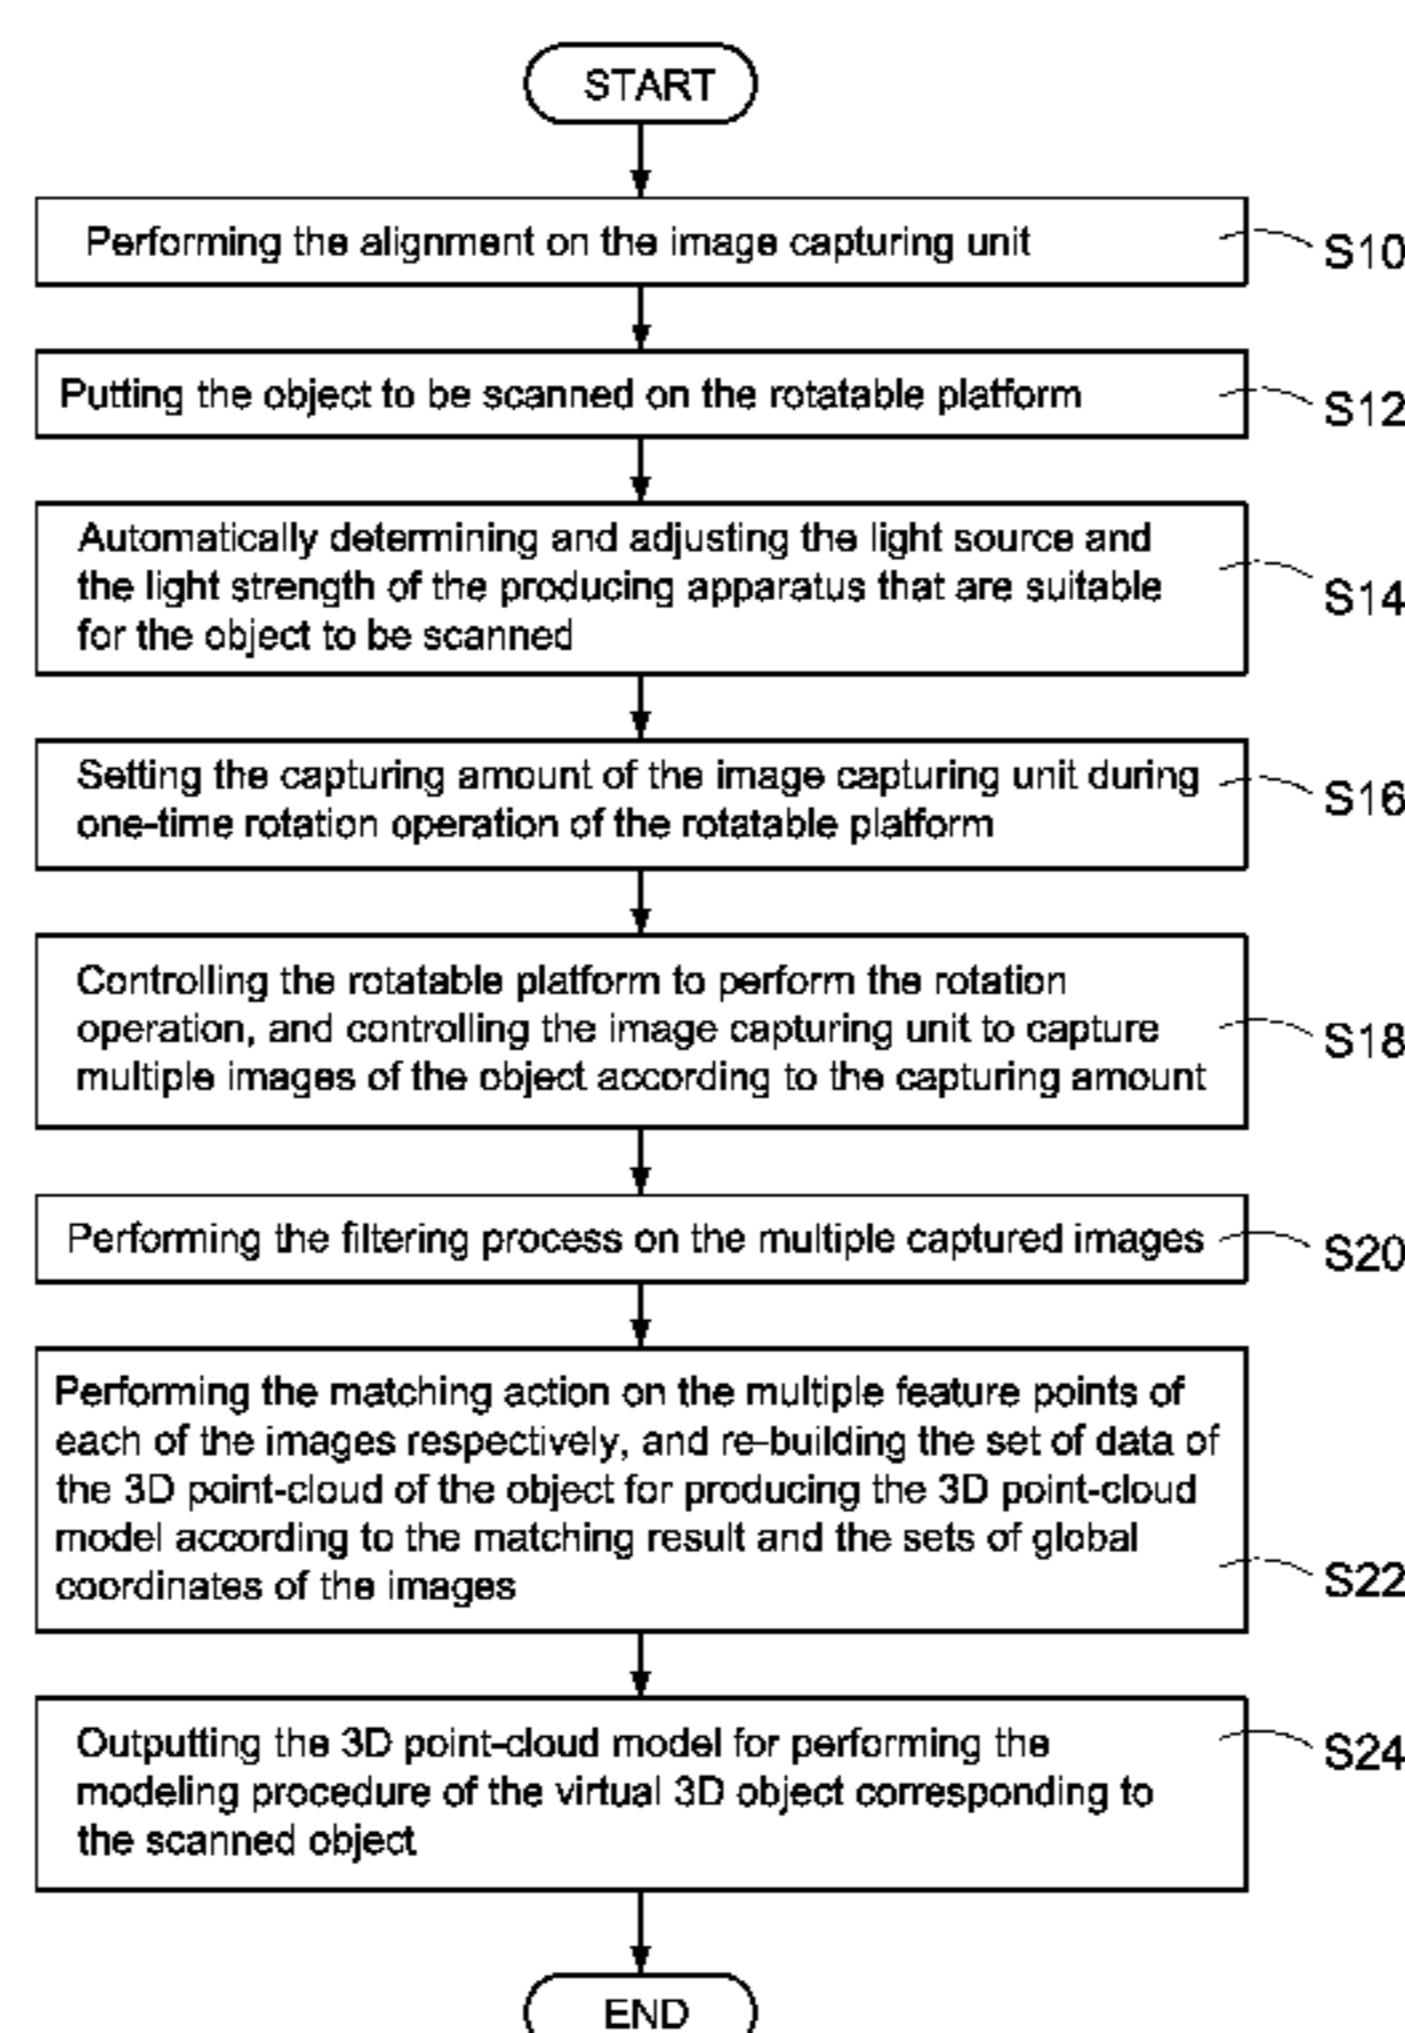 START
Performing the alignment on the image capturing unit
S10
Putting the object to be scanned on the rotatable platform
S12
Automatically determining and adjusting the light source and
the light strength of the producing apparatus that are suitable
for the object to be scanned
S14
Setting the capturing amount of the image capturing unit during
one-time rotation operation of the rotatable platform
S16
Controlling the rotatable platform to perform the rotation
operation, and controlling the image capturing unit to capture
multiple images of the object according to the capturing amount
S18
Performing the filtering process on the multiple captured images
S20
Performing the matching action on the multiple feature points of
each of the images respectively, and re-building the set of data of
the 3D point-cloud of the object for producing the 3D point-cloud
model according to the matching result and the sets of global
coordinates of the images
S22
Outputting the 3D point-cloud model for performing the
modeling procedure of the virtual 3D object corresponding to
the scanned object
S24
END